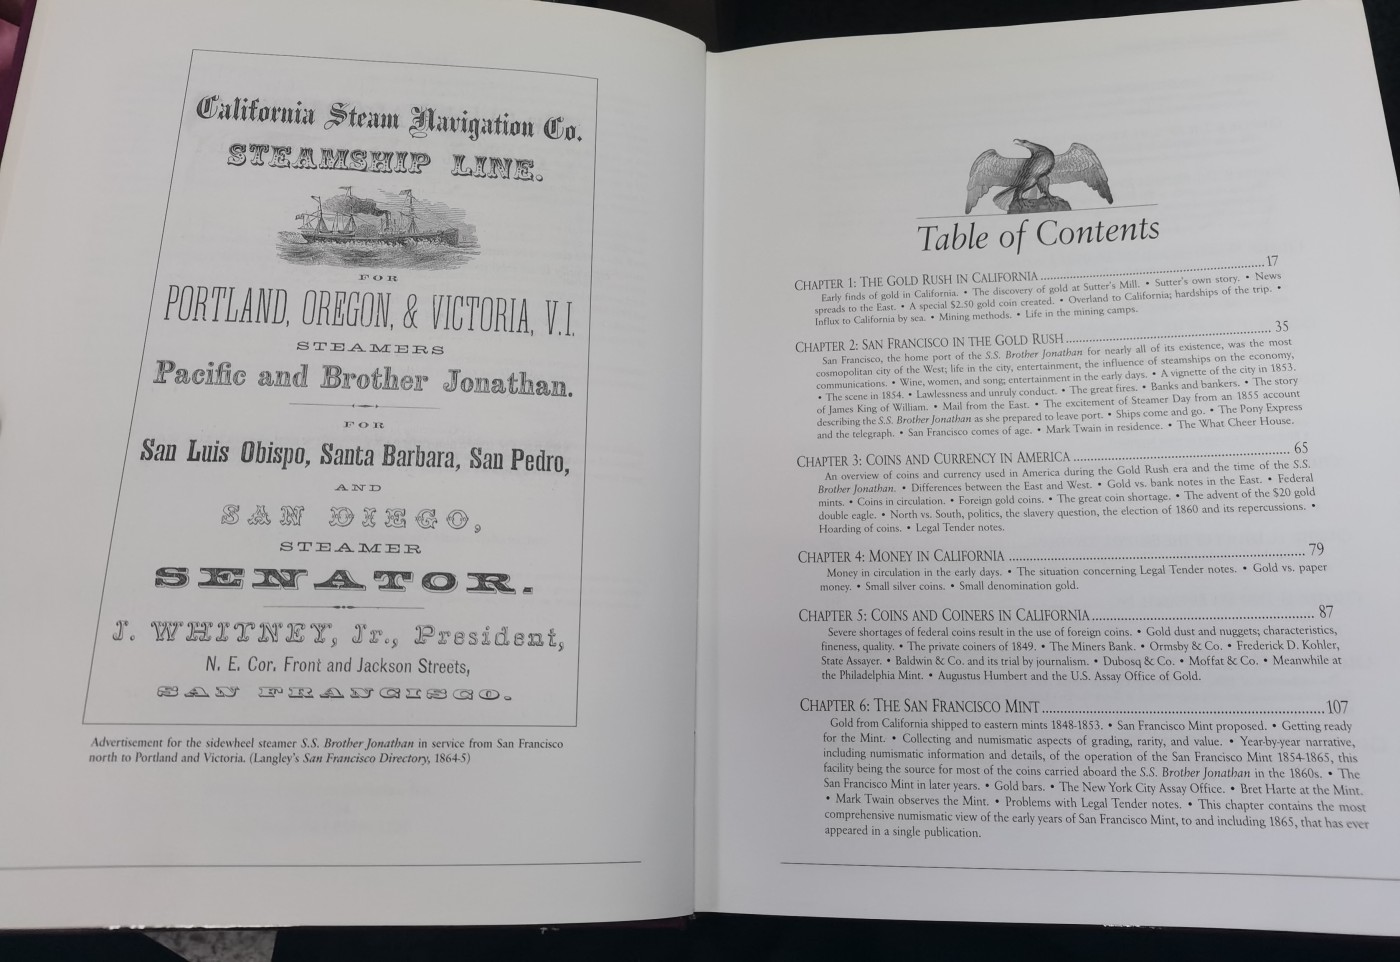 California Steam Navigation Co.
STEAMSHIP LINE.
FOR
PORTLAND, OREGON, & VICTORIA, V.I.
STEAMERS
Pacific and Brother Jonathan.
FOR
San Luis Obispo, Santa Barbara, San Pedro,
AND
SAN DIEGO,
STEAMER
SENATOR.
J. WHITNEY, Jr., President,
N. E. Cor. Front and Jackson Streets,
SAN FRANCISCO.
Advertisement for the sidewheel steamer S.S. Brother Jonathan in service from San Francisco
north to Portland and Victoria. (Langley's San Francisco Directory, 1864-5)
Table of Contents
CHAPTER 1: THE GOLD RUSH IN CALIFORNIA ... 17
Early finds of gold in California. • The discovery of gold at Sutter's Mill. • Sutter's own story. • News
spreads to the East. • A special $2.50 gold coin created. • Overland to California; hardships of the trip. •
Influx to California by sea. • Mining methods. • Life in the mining camps.
CHAPTER 2: SAN FRANCISCO IN THE GOLD RUSH ... 35
San Francisco, the home port of the S.S. Brother Jonathan for nearly all of its existence, was the most
cosmopolitan city of the West; life in the city, entertainment, the influence of steamships on the economy,
communications. • Wine, women, and song; entertainment in the early days. • A vignette of the city in 1853.
• The scene in 1854. • Lawlessness and unruly conduct. • The great fires. • Banks and bankers. • The story
of James King of William. • Mail from the East. • The excitement of Steamer Day from an 1855 account
describing the S.S. Brother Jonathan as she prepared to leave port. • Ships come and go. • The Pony Express
and the telegraph. • San Francisco comes of age. • Mark Twain in residence. • The What Cheer House.
CHAPTER 3: COINS AND CURRENCY IN AMERICA ... 65
An overview of coins and currency used in America during the Gold Rush era and the time of the S.S.
Brother Jonathan. • Differences between the East and West. • Gold vs. bank notes in the East. • Federal
mints. • Coins in circulation. • Foreign gold coins. • The great coin shortage. • The advent of the $20 gold
double eagle. • North vs. South, politics, the slavery question, the election of 1860 and its repercussions. •
Hoarding of coins. • Legal Tender notes.
CHAPTER 4: MONEY IN CALIFORNIA ... 79
Money in circulation in the early days. • The situation concerning Legal Tender notes. • Gold vs. paper
money. • Small silver coins. • Small denomination gold.
CHAPTER 5: COINS AND COINERS IN CALIFORNIA ... 87
Severe shortages of federal coins result in the use of foreign coins. • Gold dust and nuggets; characteristics,
fineness, quality. • The private coiners of 1849. • The Miners Bank. • Ormsby & Co. • Frederick D. Kohler,
State Assayer. • Baldwin & Co. and its trial by journalism. • Dubosq & Co. • Moffat & Co. • Meanwhile at
the Philadelphia Mint. • Augustus Humbert and the U.S. Assay Office of Gold.
CHAPTER 6: THE SAN FRANCISCO MINT ... 107
Gold from California shipped to eastern mints 1848-1853. • San Francisco Mint proposed. • Getting ready
for the Mint. • Collecting and numismatic aspects of grading, rarity, and value. • Year-by-year narrative,
including numismatic information and details, of the operation of the San Francisco Mint 1854-1865, this
facility being the source for most of the coins carried aboard the S.S. Brother Jonathan in the 1860s. • The
San Francisco Mint in later years. • Gold bars. • The New York City Assay Office. • Bret Harte at the Mint.
• Mark Twain observes the Mint. • Problems with Legal Tender notes. • This chapter contains the most
comprehensive numismatic view of the early years of San Francisco Mint, to and including 1865, that has ever
appeared in a single publication.